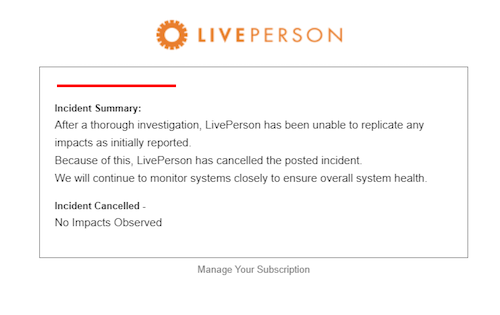 LIVEPERSON
Incident Summary:
After a thorough investigation, LivePerson has been unable to replicate any
impacts as initially reported.
Because of this, LivePerson has cancelled the posted incident.
We will continue to monitor systems closely to ensure overall system health.
Incident Cancelled -
No Impacts Observed
Manage Your Subscription